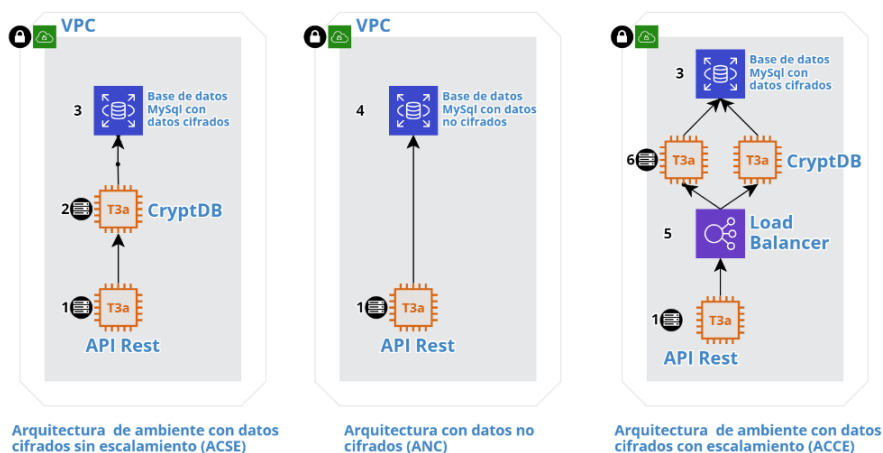 VPC
3
Base de datos
MySql con
datos cifrados
2
T3a
CryptDB
1
T3a
API Rest
Arquitectura de ambiente con datos
cifrados sin escalamiento (ACSE)
VPC
4
Base de datos
MySql con datos
no cifrados
1
T3a
API Rest
Arquitectura con datos no
cifrados (ANC)
3
Base de datos
MySql con
datos cifrados
6
T3a
T3a
CryptDB
5
Load
Balancer
1
T3a
API Rest
Arquitectura de ambiente con datos
cifrados con escalamiento (ACCE)